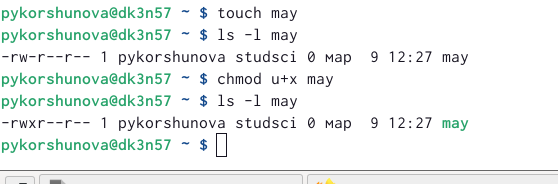 pykorshunova@dk3n57 ~ $ touch may
pykorshunova@dk3n57 ~ $ ls -l may
-rw-r--r-- 1 pykorshunova studsci 0 мар  9 12:27 may
pykorshunova@dk3n57 ~ $ chmod u+x may
pykorshunova@dk3n57 ~ $ ls -l may
-rwxr--r-- 1 pykorshunova studsci 0 мар  9 12:27 may
pykorshunova@dk3n57 ~ $